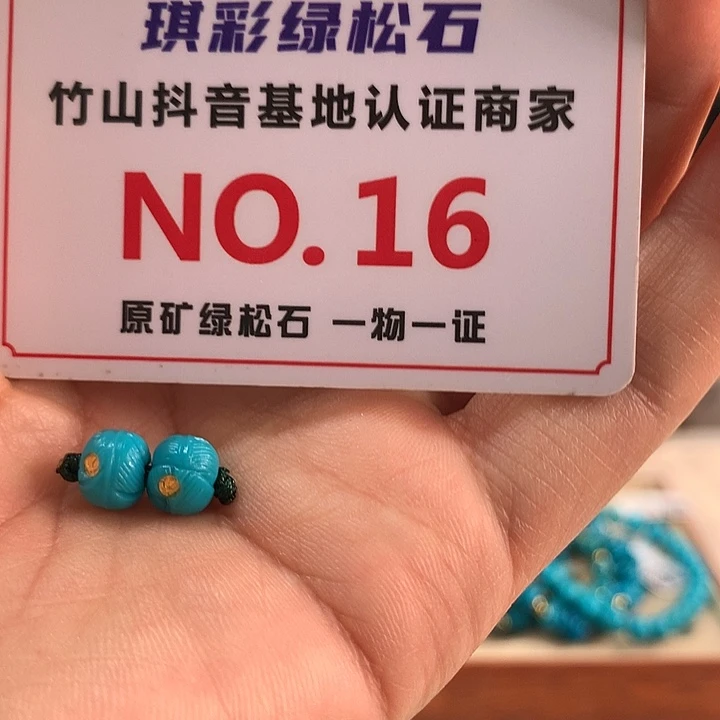 琪彩绿松石
竹山抖音基地认证商家
NO.16
原矿绿松石 一物一证